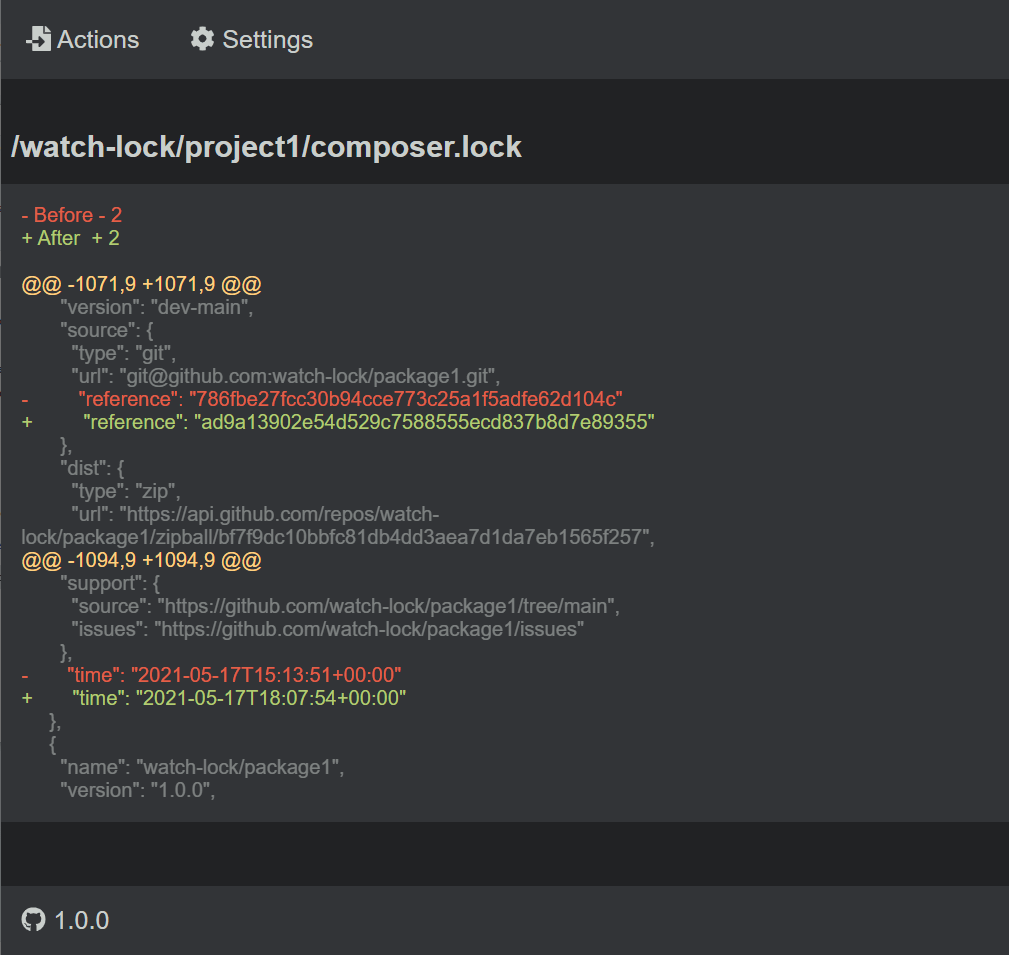 Actions Settings
/watch-lock/project1/composer.lock
- Before - 2
+ After + 2
@@ -1071,9 +1071,9 @@
"version": "dev-main",
"source": {
"type": "git",
"url": "git@github.com:watch-lock/package1.git",
- "reference": "786fbe27fcc30b94cce773c25a1f5adfe62d104c"
+ "reference": "ad9a13902e54d529c7588555ecd837b8d7e89355"
},
"dist": {
"type": "zip",
"url": "https://api.github.com/repos/watch-
lock/package1/zipball/bf7f9dc10bbfc81db4dd3aea7d1da7eb1565f257",
@@ -1094,9 +1094,9 @@
"support": {
"source": "https://github.com/watch-lock/package1/tree/main",
"issues": "https://github.com/watch-lock/package1/issues"
},
- "time": "2021-05-17T15:13:51+00:00"
+ "time": "2021-05-17T18:07:54+00:00"
},
{
"name": "watch-lock/package1",
"version": "1.0.0",
1.0.0